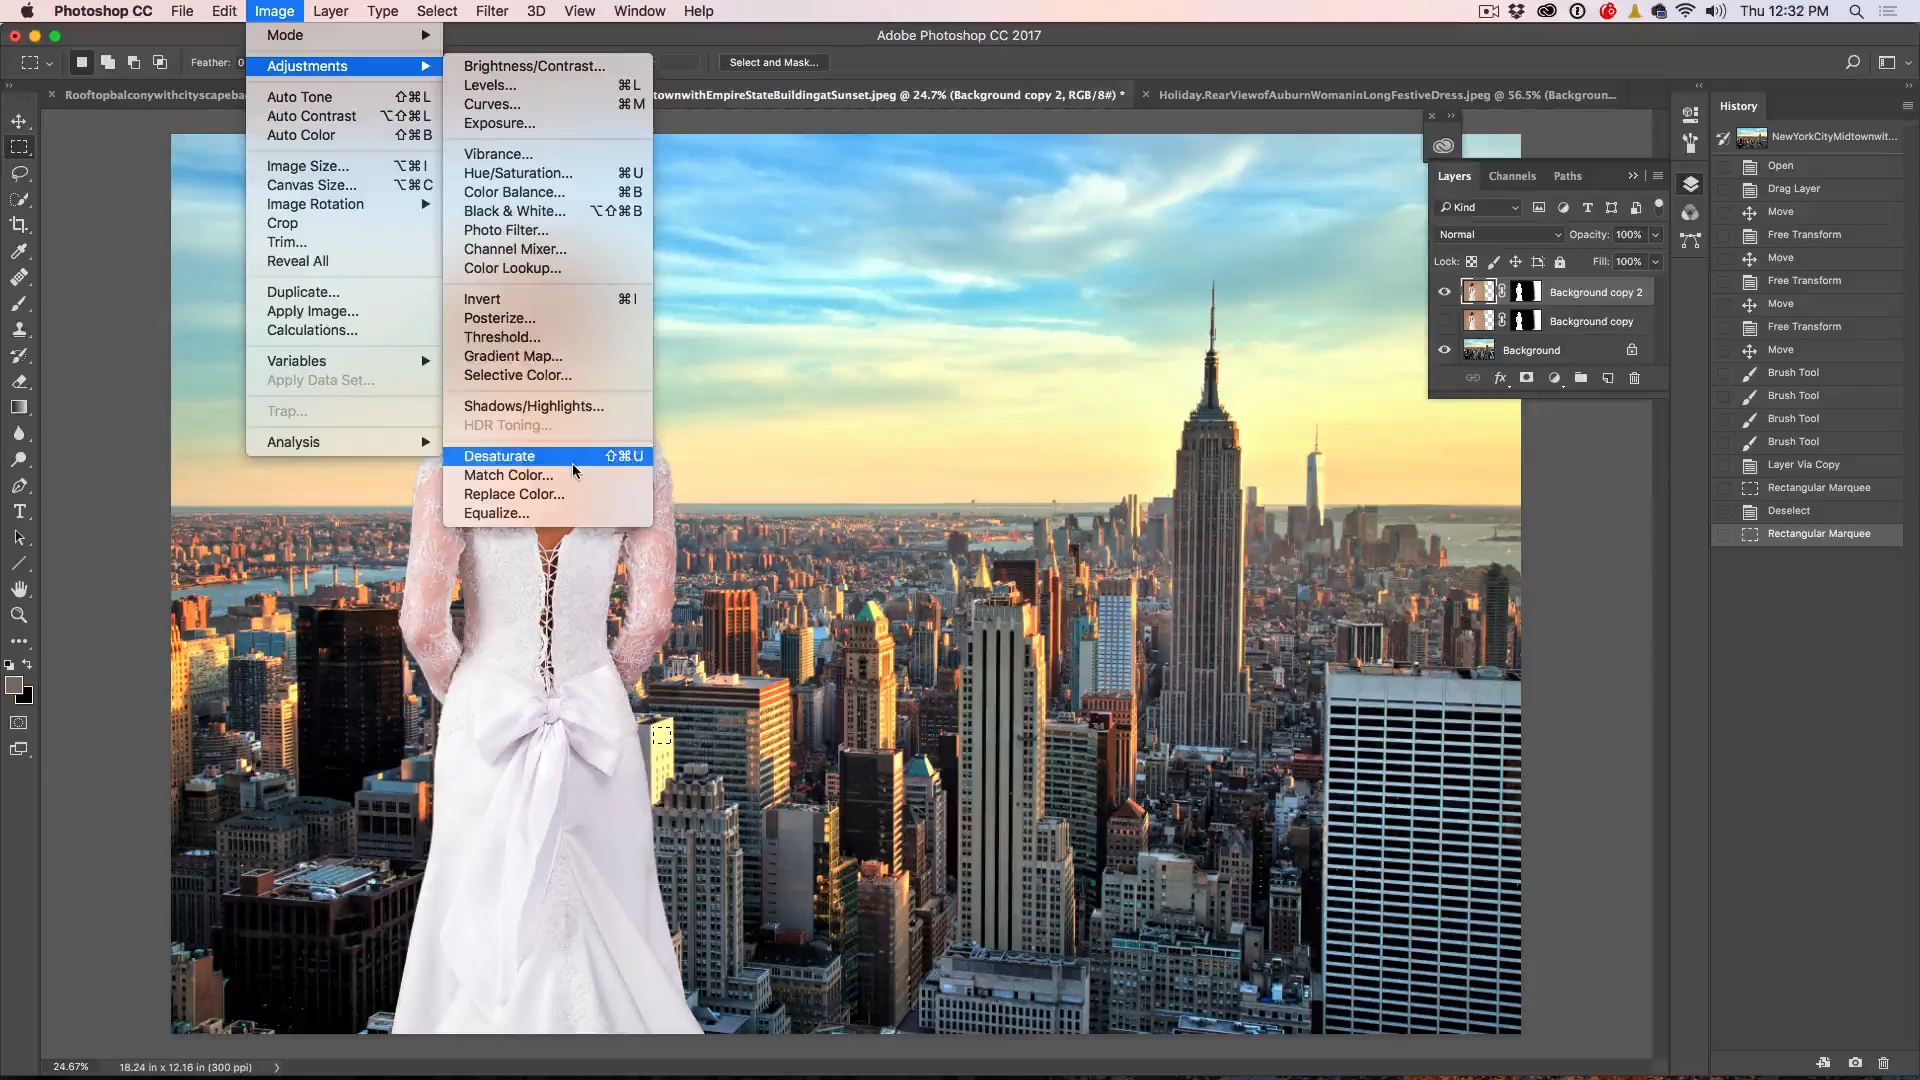 Photoshop CC File Edit Image Layer Type Select Filter 3D View Window Help Thu 12:32 PM
Adobe Photoshop CC 2017
Feather: 0 Select and Mask...
× Rooftopbalconywithcityscapeba townwithEmpireStateBuildingatSunset.jpeg @ 24.7% (Background copy 2, RGB/8#) * × Holiday.RearViewofAuburnWomaninLongFestiveDress.jpeg @ 56.5% (Backgroun...
Mode
Adjustments
Auto Tone ⇧⌘L
Auto Contrast ⌥⇧⌘L
Auto Color ⇧⌘B
Image Size... ⌥⌘I
Canvas Size... ⌥⌘C
Image Rotation
Crop
Trim...
Reveal All
Duplicate...
Apply Image...
Calculations...
Variables
Apply Data Set...
Trap...
Analysis
Brightness/Contrast...
Levels... ⌘L
Curves... ⌘M
Exposure...
Vibrance...
Hue/Saturation... ⌘U
Color Balance... ⌘B
Black & White... ⌥⇧⌘B
Photo Filter...
Channel Mixer...
Color Lookup...
Invert ⌘I
Posterize...
Threshold...
Gradient Map...
Selective Color...
Shadows/Highlights...
HDR Toning...
Desaturate ⇧⌘U
Match Color...
Replace Color...
Equalize...
Layers Channels Paths
Kind
Normal Opacity: 100%
Lock: Fill: 100%
Background copy 2
Background copy
Background
fx
History
NewYorkCityMidtownwit...
Open
Drag Layer
Move
Free Transform
Move
Free Transform
Move
Free Transform
Move
Brush Tool
Brush Tool
Brush Tool
Brush Tool
Layer Via Copy
Rectangular Marquee
Deselect
Rectangular Marquee
24.67% 18.24 in x 12.16 in (300 ppi)